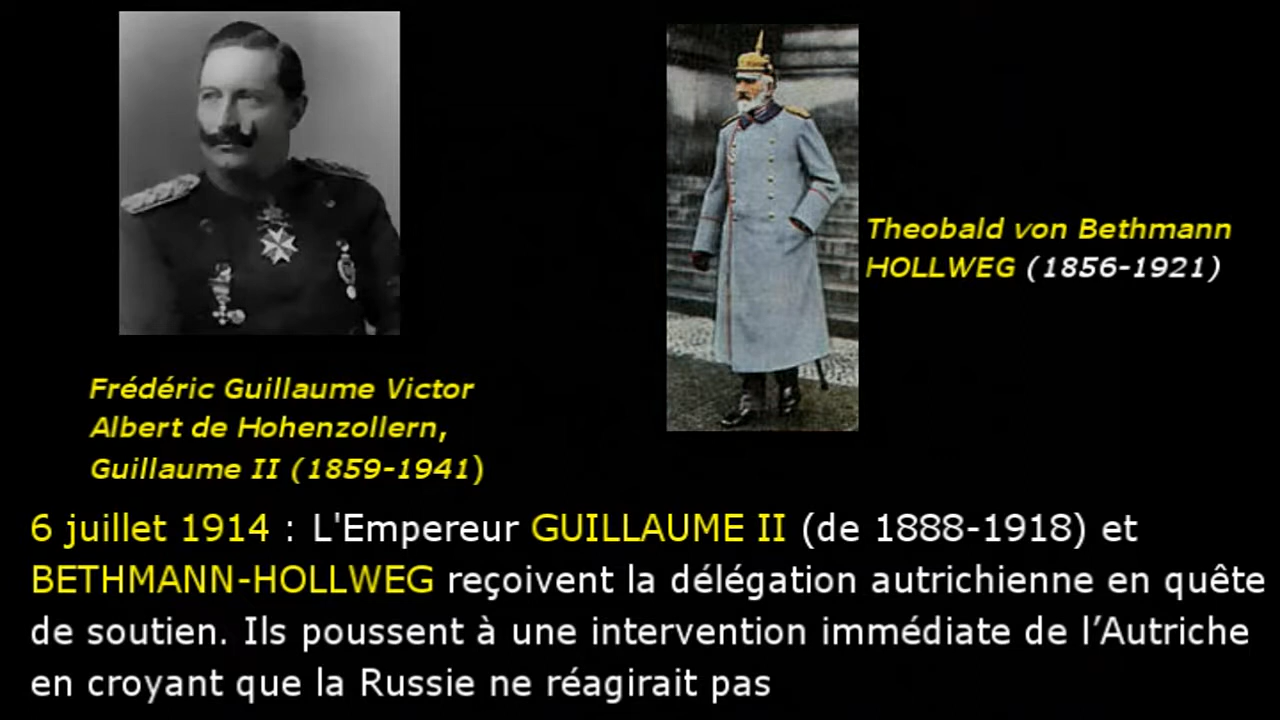 Theobald von Bethmann
HOLLWEG (1856-1921)
Frédéric Guillaume Victor
Albert de Hohenzollern,
Guillaume II (1859-1941)
6 juillet 1914 : L'Empereur GUILLAUME II (de 1888-1918) et
BETHMANN-HOLLWEG reçoivent la délégation autrichienne en quête
de soutien. Ils poussent à une intervention immédiate de l’Autriche
en croyant que la Russie ne réagirait pas